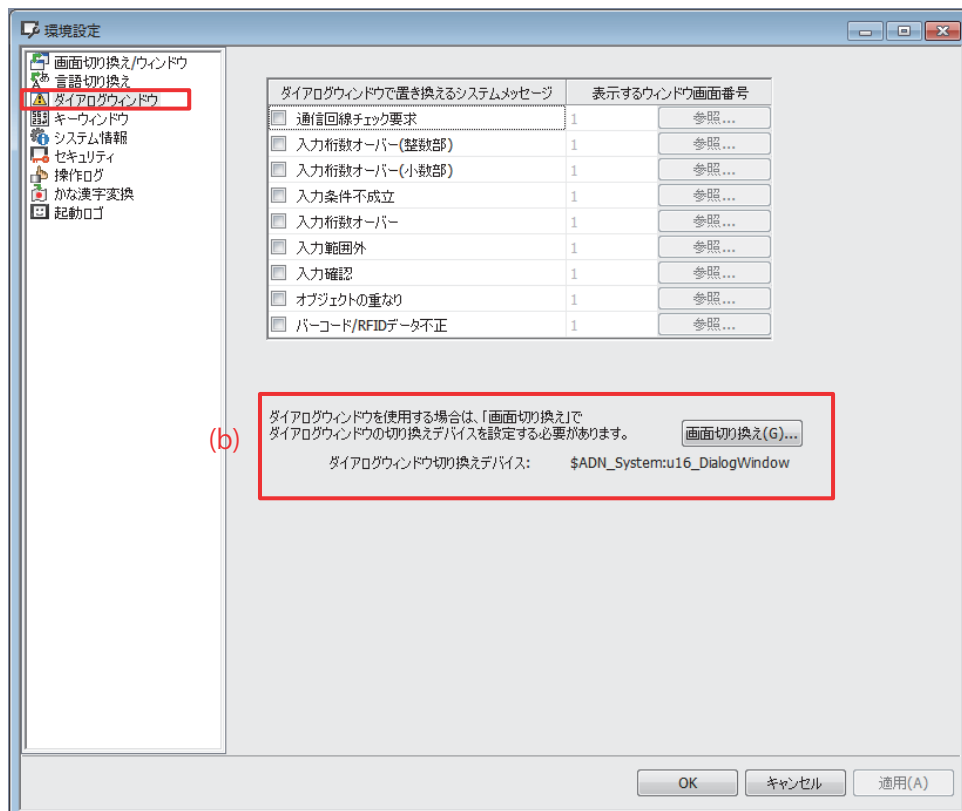 環境設定
画面切り換え/ウィンドウ
言語切り換え
ダイアログウィンドウ
キーウィンドウ
システム情報
セキュリティ
操作ログ
かな漢字変換
起動ロゴ
ダイアログウィンドウで置き換えるシステムメッセージ 表示するウィンドウ画面番号
通信回線チェック要求 1 参照...
入力桁数オーバー(整数部) 1 参照...
入力桁数オーバー(小数部) 1 参照...
入力条件不成立 1 参照...
入力桁数オーバー 1 参照...
入力範囲外 1 参照...
入力確認 1 参照...
オブジェクトの重なり 1 参照...
バーコード/RFIDデータ不正 1 参照...
(b)
ダイアログウィンドウを使用する場合は、「画面切り換え」で
ダイアログウィンドウの切り換えデバイスを設定する必要があります。 画面切り換え(G)...
ダイアログウィンドウ切り換えデバイス: $ADN_System:u16_DialogWindow
OK キャンセル 適用(A)